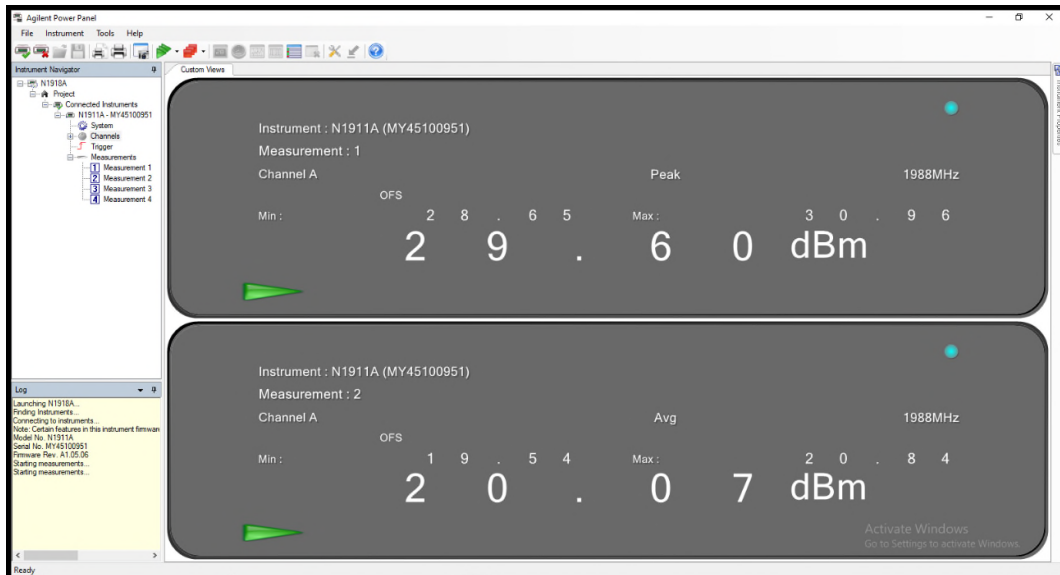 Agilent Power Panel
File Instrument Tools Help
Instrument Navigator
N1918A
Project
Connected Instruments
N1911A - MY45100951
System
Channels
Trigger
Measurements
1 Measurement 1
2 Measurement 2
3 Measurement 3
4 Measurement 4
Log
Launching N1918A...
Finding Instruments...
Connecting to instruments...
Note: Certain features in this instrument firmwar
Model No. N1911A
Serial No. MY45100951
Firmware Rev. A1.05.06
Starting measurements...
Starting measurements...
Ready
Custom Views
Instrument : N1911A (MY45100951)
Measurement : 1
Channel A Peak 1988MHz
OFS
Min : 28.65 Max : 30.96
29.60 dBm
Instrument : N1911A (MY45100951)
Measurement : 2
Channel A Avg 1988MHz
OFS
Min : 19.54 Max : 20.84
20.07 dBm
Activate Windows
Go to Settings to activate Windows.